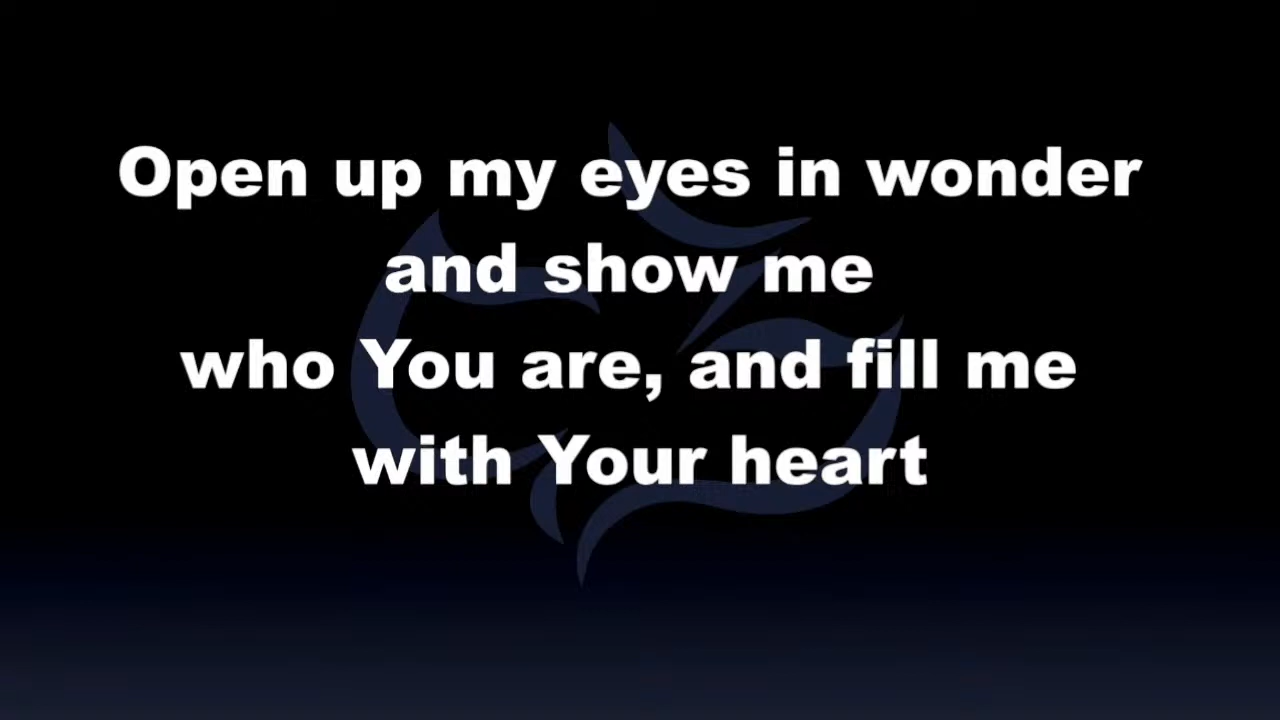 Open up my eyes in wonder
and show me
who You are, and fill me
with Your heart